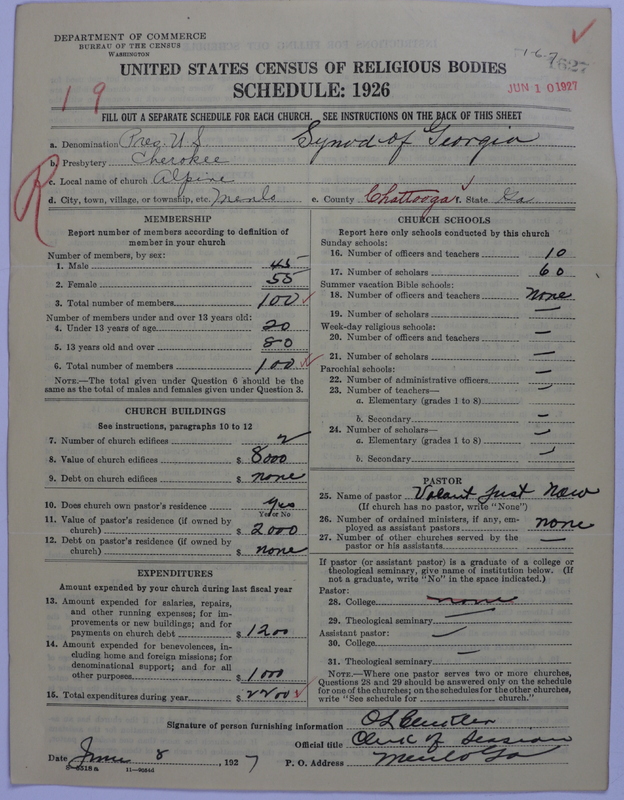 DEPARTMENT OF COMMERCE
BUREAU OF THE CENSUS
WASHINGTON
1-6-7
1627
UNITED STATES CENSUS OF RELIGIOUS BODIES
SCHEDULE: 1926
JUN 10 1927
19
FILL OUT A SEPARATE SCHEDULE FOR EACH CHURCH. SEE INSTRUCTIONS ON THE BACK OF THIS SHEET
a. Denomination Pres. U S Synod of Georgia
b. Presbytery Cherokee
c. Local name of church Alpine
d. City, town, village, or township, etc. Menlo e. County Chattooga f. State Ga
R
MEMBERSHIP
Report number of members according to definition of
member in your church
Number of members, by sex:
1. Male 45
2. Female 55
3. Total number of members 100
Number of members under and over 13 years old:
4. Under 13 years of age 20
5. 13 years old and over 80
6. Total number of members 100
NOTE.—The total given under Question 6 should be
same as the total of males and females given under Question 3.
CHURCH BUILDINGS
See instructions, paragraphs 10 to 12
7. Number of church edifices 2
8. Value of church edifices $ 8000
9. Debt on church edifices $ none
10. Does church own pastor's residence Yes
Yes or No
11. Value of pastor's residence (if owned by
church) $ 2000
12. Debt on pastor's residence (if owned by
church) $ none
EXPENDITURES
Amount expended by your church during last fiscal year
13. Amount expended for salaries, repairs,
and other running expenses; for im-
provements or new buildings; and for
payments on church debt $ 1200
14. Amount expended for benevolences, in-
cluding home and foreign missions; for
denominational support; and for all
other purposes $ 1000
15. Total expenditures during year $ 2200
CHURCH SCHOOLS
Report here only schools conducted by this church
Sunday schools:
16. Number of officers and teachers 10
17. Number of scholars 60
Summer vacation Bible schools:
18. Number of officers and teachers none
19. Number of scholars —
Week-day religious schools:
20. Number of officers and teachers —
21. Number of scholars —
Parochial schools:
22. Number of administrative officers —
23. Number of teachers—
a. Elementary (grades 1 to 8) —
b. Secondary —
24. Number of scholars—
a. Elementary (grades 1 to 8) —
b. Secondary —
PASTOR
25. Name of pastor Vacant just now
(If church has no pastor, write "None")
26. Number of ordained ministers, if any, em-
ployed as assistant pastors none
27. Number of other churches served by the
pastor or his assistants —
If pastor (or assistant pastor) is a graduate of a college or
theological seminary, give name of institution below. (If
not a graduate, write "No" in the space indicated.)
Pastor:
28. College none
29. Theological seminary —
Assistant pastor:
30. College —
31. Theological seminary —
NOTE.—Where one pastor serves two or more churches,
Questions 28 and 29 should be answered only on the schedule
for one of the churches; on the schedules for the other churches,
write "See schedule for church."
Signature of person furnishing information
Official title Clerk of Session
Date June 8, 1927 P. O. Address Menlo Ga
8-5318a